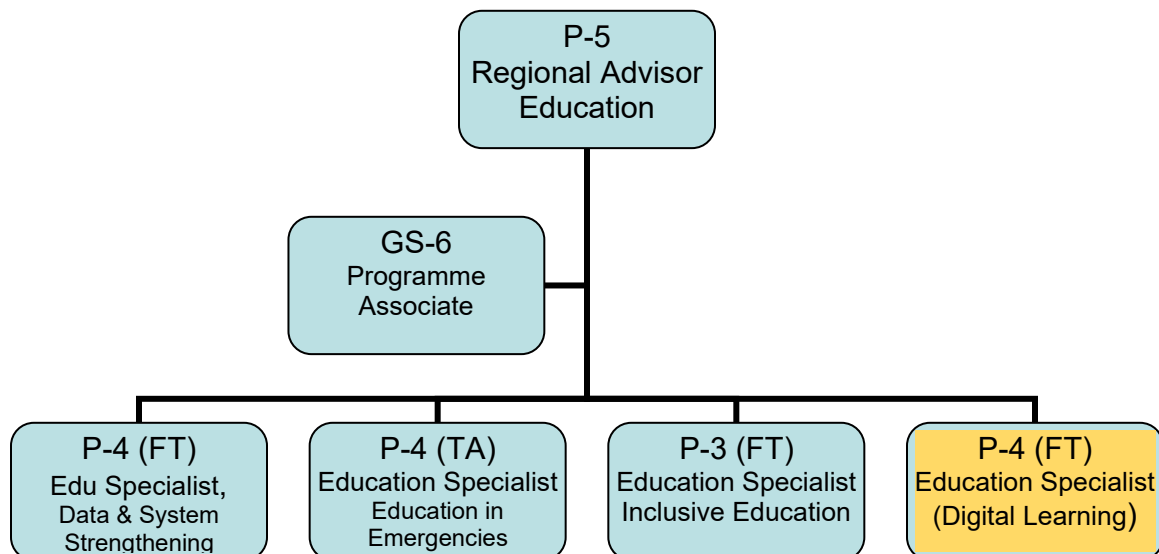 P-5
Regional Advisor
Education
GS-6
Programme
Associate
P-4 (FT)
Edu Specialist,
Data & System
Strengthening
P-4 (TA)
Education Specialist
Education in
Emergencies
P-3 (FT)
Education Specialist
Inclusive Education
P-4 (FT)
Education Specialist
(Digital Learning)